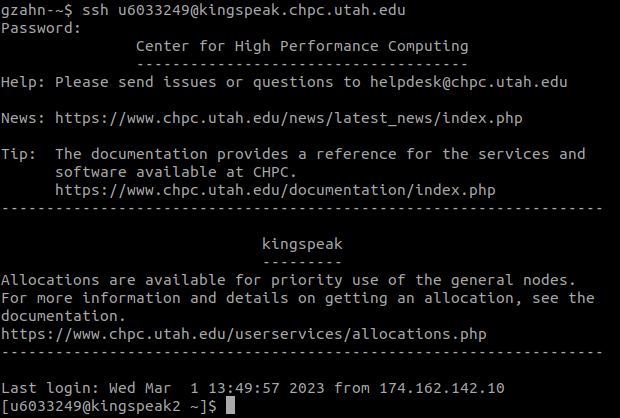 gzahn-~$ ssh u6033249@kingspeak.chpc.utah.edu
Password:
Center for High Performance Computing
-------------------------------------
Help: Please send issues or questions to helpdesk@chpc.utah.edu
News: https://www.chpc.utah.edu/news/latest_news/index.php
Tip:  The documentation provides a reference for the services and
software available at CHPC.
https://www.chpc.utah.edu/documentation/index.php
-------------------------------------------------------------------
kingspeak
---------
Allocations are available for priority use of the general nodes.
For more information and details on getting an allocation, see the
documentation.
https://www.chpc.utah.edu/userservices/allocations.php
-------------------------------------------------------------------
Last login: Wed Mar  1 13:49:57 2023 from 174.162.142.10
[u6033249@kingspeak2 ~]$